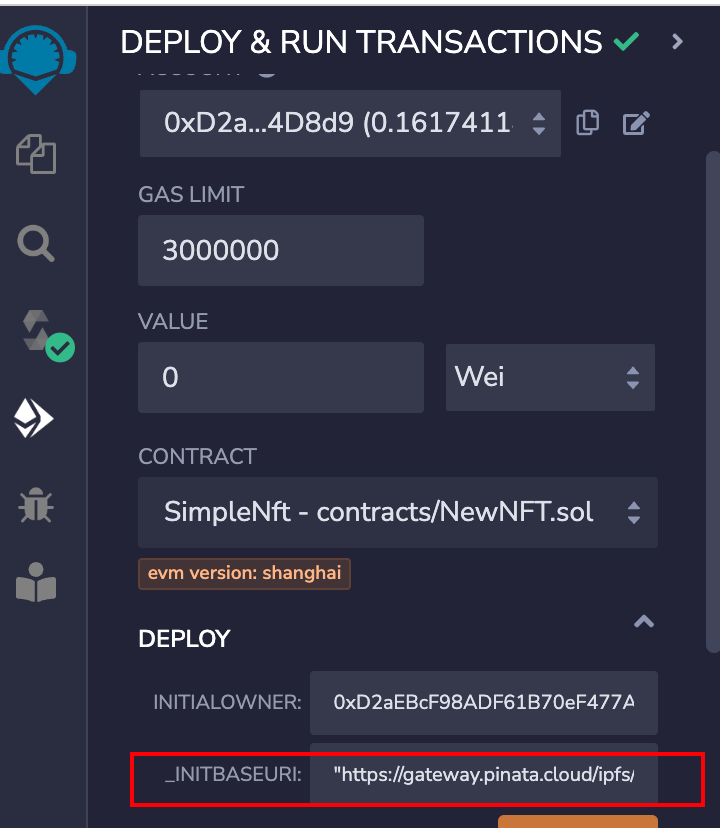 DEPLOY & RUN TRANSACTIONS
0xD2a...4D8d9 (0.1617411
GAS LIMIT
3000000
VALUE
0
Wei
CONTRACT
SimpleNft - contracts/NewNFT.sol
evm version: shanghai
DEPLOY
INITIALOWNER: 0xD2aEBcF98ADF61B70eF477A
_INITBASEURI: "https://gateway.pinata.cloud/ipfs/